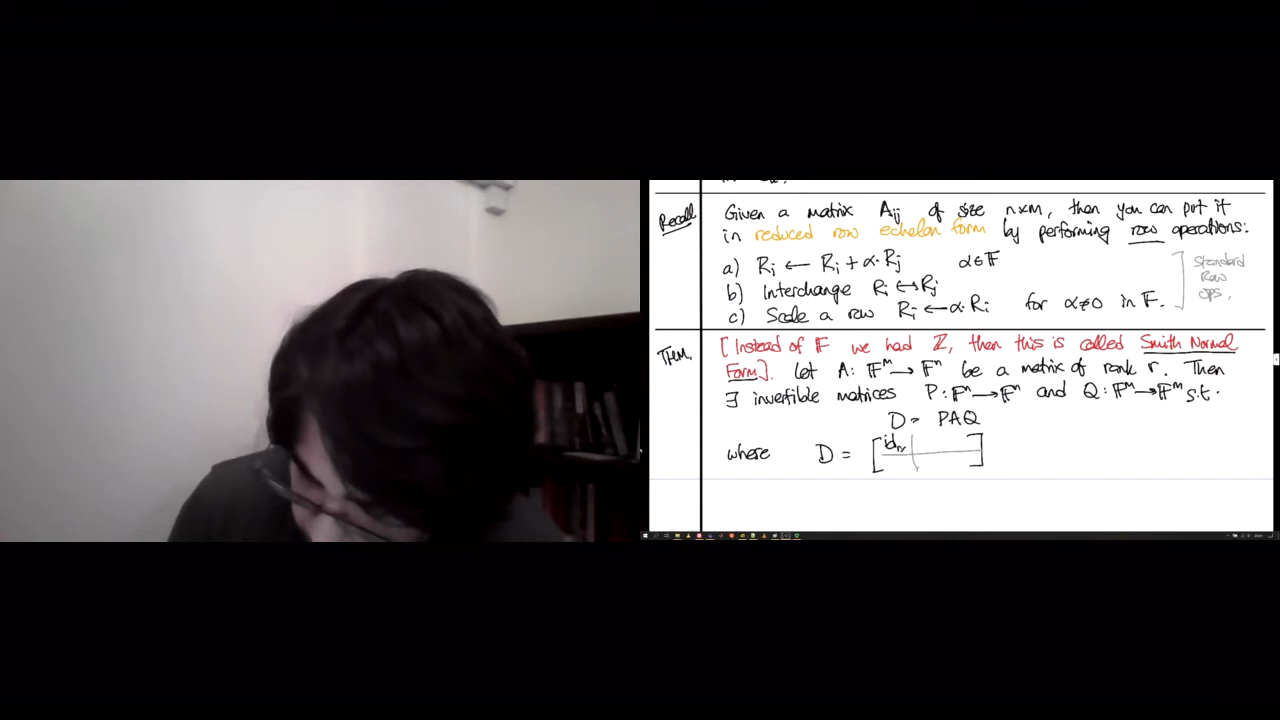 Recall
Given a matrix Aij of size n×m, then you can put it
in reduced row echelon form by performing row operations:
a) Ri ← Ri + α·Rj α∈𝔽
b) Interchange Ri ↔ Rj
c) Scale a row Ri ← α·Ri for α≠0 in 𝔽.
Standard
Row
ops.
Thm.
[Instead of 𝔽 we had ℤ, then this is called Smith Normal
Form]. Let A: 𝔽ᵐ → 𝔽ⁿ be a matrix of rank r. Then
∃ invertible matrices P: 𝔽ⁿ → 𝔽ⁿ and Q: 𝔽ᵐ → 𝔽ᵐ s.t.
D = PAQ
where D = [idr ]